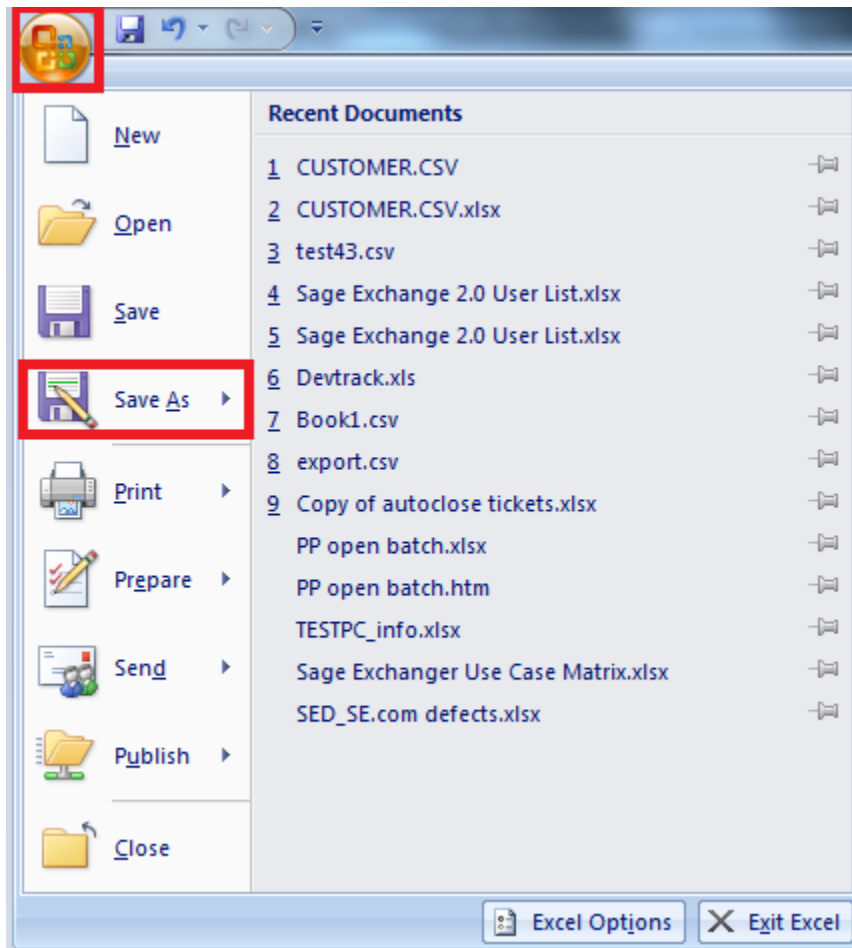 New
Open
Save
Save As
Print
Prepare
Send
Publish
Close
Recent Documents
1 CUSTOMER.CSV
2 CUSTOMER.CSV.xlsx
3 test43.csv
4 Sage Exchange 2.0 User List.xlsx
5 Sage Exchange 2.0 User List.xlsx
6 Devtrack.xls
7 Book1.csv
8 export.csv
9 Copy of autoclose tickets.xlsx
PP open batch.xlsx
PP open batch.htm
TESTPC_info.xlsx
Sage Exchanger Use Case Matrix.xlsx
SED_SE.com defects.xlsx
Excel Options
Exit Excel